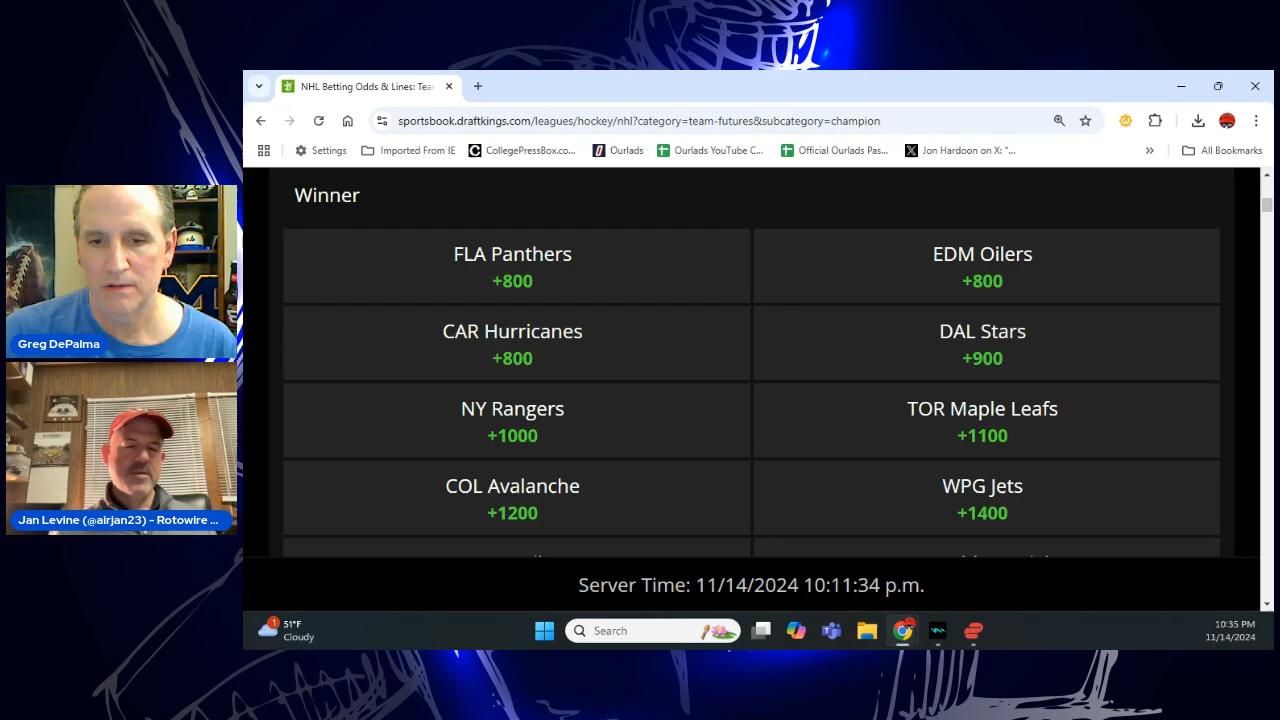 NHL Betting Odds & Lines: Tea
sportsbook.draftkings.com/leagues/hockey/nhl?category=team-futures&subcategory=champion
Settings
Imported From IE
CollegePressBox.co...
Ourlads
Ourlads YouTube C...
Official Ourlads Pas...
Jon Hardoon on X: "...
All Bookmarks
Winner
FLA Panthers
+800
EDM Oilers
+800
CAR Hurricanes
+800
DAL Stars
+900
NY Rangers
+1000
TOR Maple Leafs
+1100
COL Avalanche
+1200
WPG Jets
+1400
Server Time: 11/14/2024 10:11:34 p.m.
1
51°F
Cloudy
Search
10:35 PM
11/14/2024
M
Greg DePalma
Jan Levine (@alrjan23) - Rotowire ...